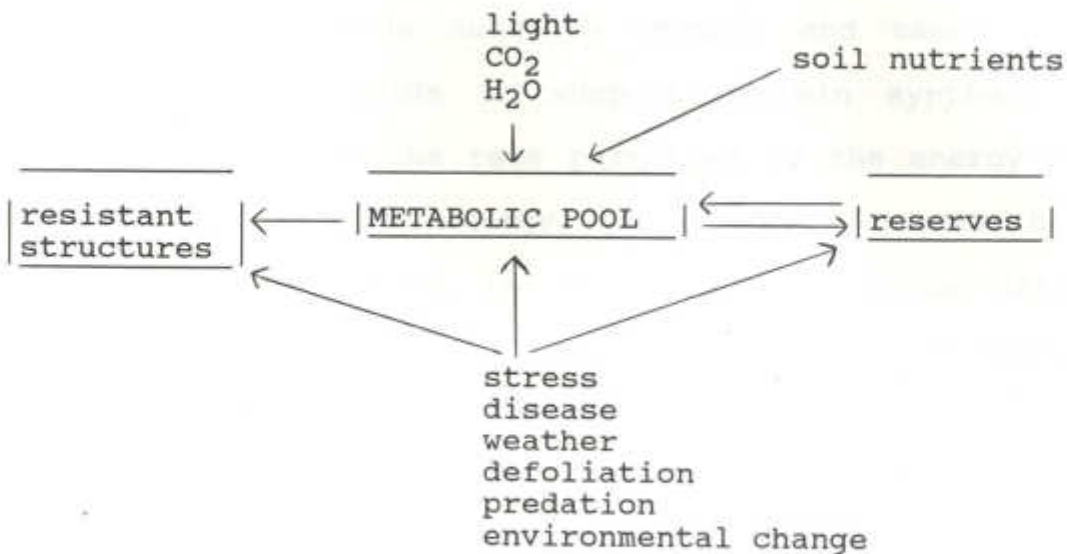 light
CO₂
soil nutrients
H₂O
resistant
structures
METABOLIC POOL
reserves
stress
disease
weather
defoliation
predation
environmental change